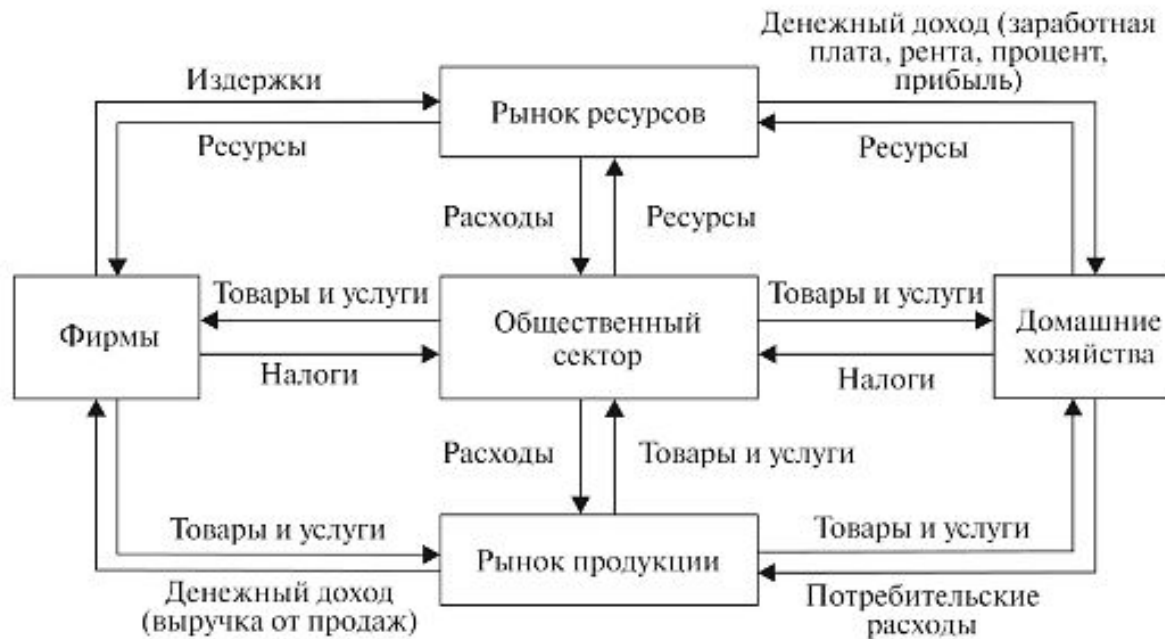 Денежный доход (заработная
плата, рента, процент,
прибыль)
Издержки
Рынок ресурсов
Ресурсы
Ресурсы
Расходы
Ресурсы
Фирмы
Товары и услуги
Налоги
Общественный
сектор
Товары и услуги
Налоги
Домашние
хозяйства
Расходы
Товары и услуги
Товары и услуги
Рынок продукции
Товары и услуги
Денежный доход
(выручка от продаж)
Потребительские
расходы